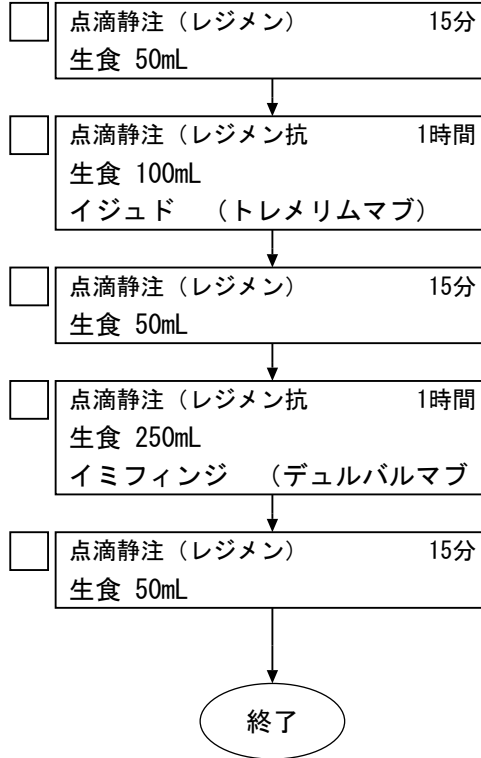 点滴静注（レジメン） 15分
生食 50mL
点滴静注（レジメン抗 1時間
生食 100mL
イジュド （トレメリムマブ）
点滴静注（レジメン） 15分
生食 50mL
点滴静注（レジメン抗 1時間
生食 250mL
イミフィンジ （デュルバルマブ
点滴静注（レジメン） 15分
生食 50mL
終了